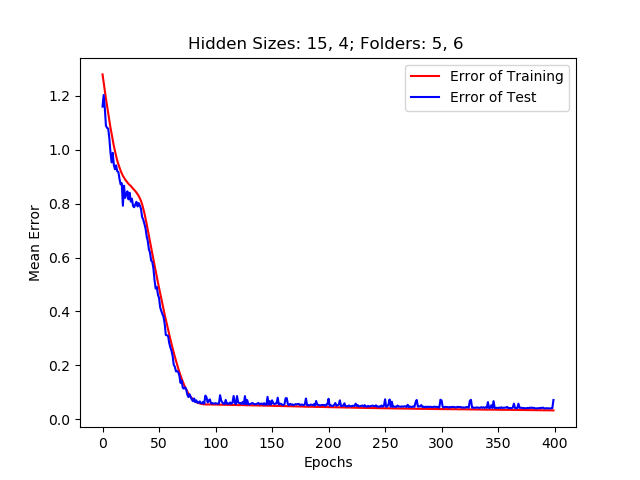 Hidden Sizes: 15, 4; Folders: 5, 6
Error of Training
Error of Test
Mean Error
1.2
1.0
0.8
0.6
0.4
0.2
0.0
0 50 100 150 200 250 300 350 400
Epochs